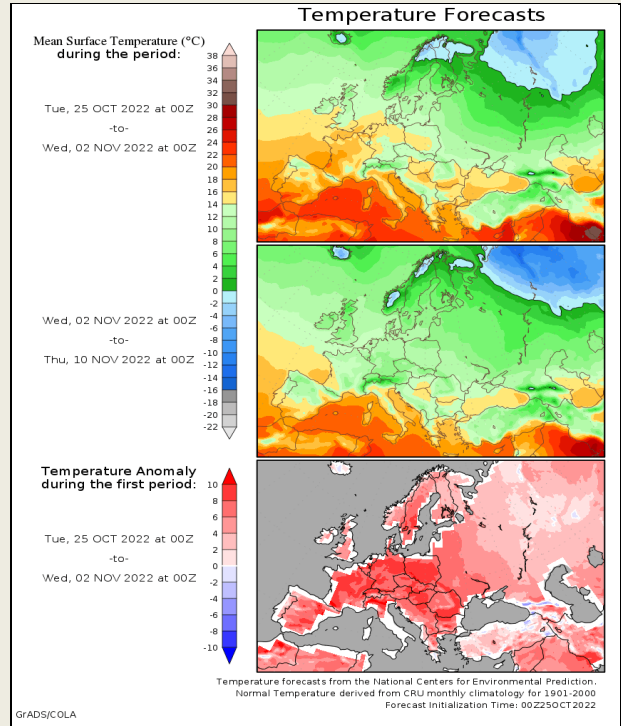 Temperature Forecasts
Mean Surface Temperature (°C)
during the period:
38
36
34
32
30
28
26
24
22
20
18
16
14
12
10
8
6
4
2
0
-2
-4
-6
-8
-10
-12
-14
-16
-18
-20
-22
Tue, 25 OCT 2022 at 00Z
-to-
Wed, 02 NOV 2022 at 00Z
Wed, 02 NOV 2022 at 00Z
-to-
Thu, 10 NOV 2022 at 00Z
Temperature Anomaly
during the first period:
10
8
6
4
2
0
-2
-4
-6
-8
-10
Tue, 25 OCT 2022 at 00Z
-to-
Wed, 02 NOV 2022 at 00Z
Temperature forecasts from the National Centers for Environmental Prediction.
Normal Temperature derived from CRU monthly climatology for 1901-2000
Forecast Initialization Time: 00Z25OCT2022
GrADS/COLA